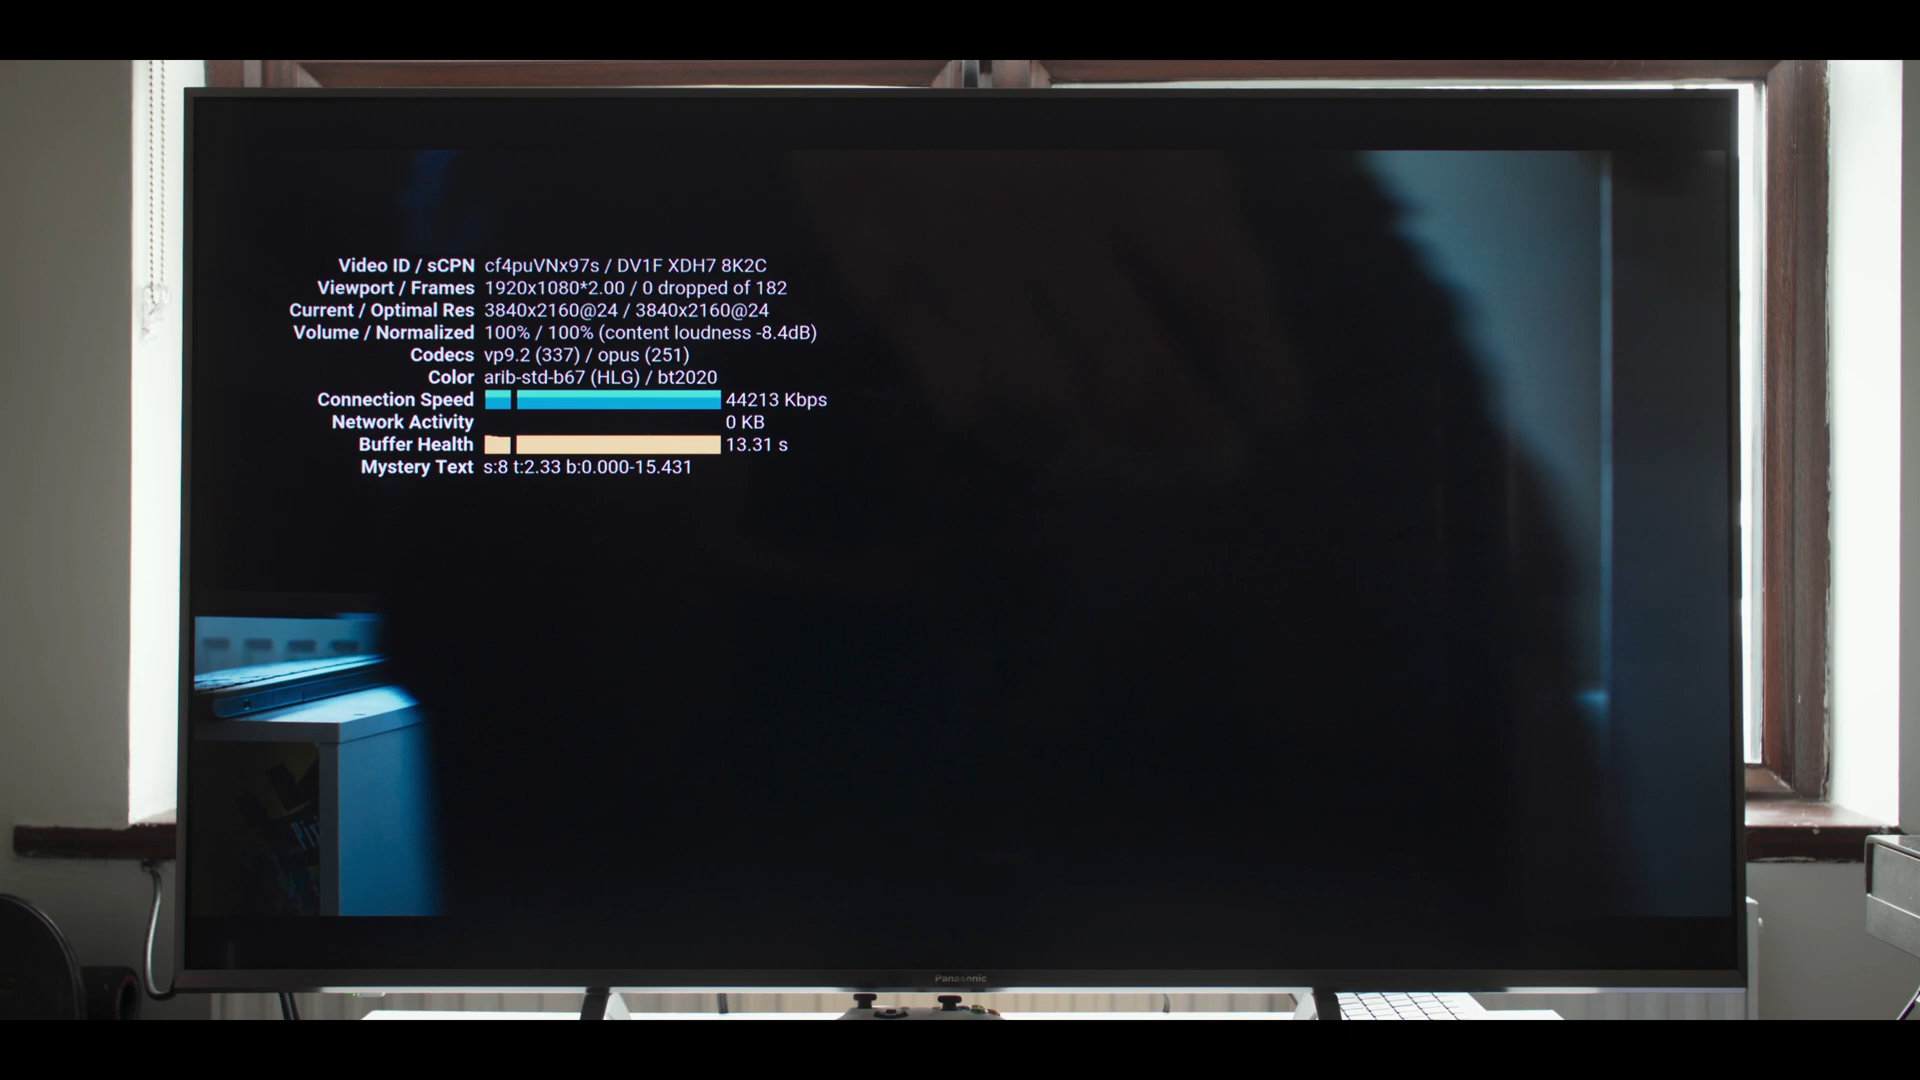 Video ID / sCPN cf4puVNx97s / DV1F XDH7 8K2C
Viewport / Frames 1920x1080*2.00 / 0 dropped of 182
Current / Optimal Res 3840x2160@24 / 3840x2160@24
Volume / Normalized 100% / 100% (content loudness -8.4dB)
Codecs vp9.2 (337) / opus (251)
Color arib-std-b67 (HLG) / bt2020
Connection Speed 44213 Kbps
Network Activity 0 KB
Buffer Health 13.31 s
Mystery Text s:8 t:2.33 b:0.000-15.431
Panasonic